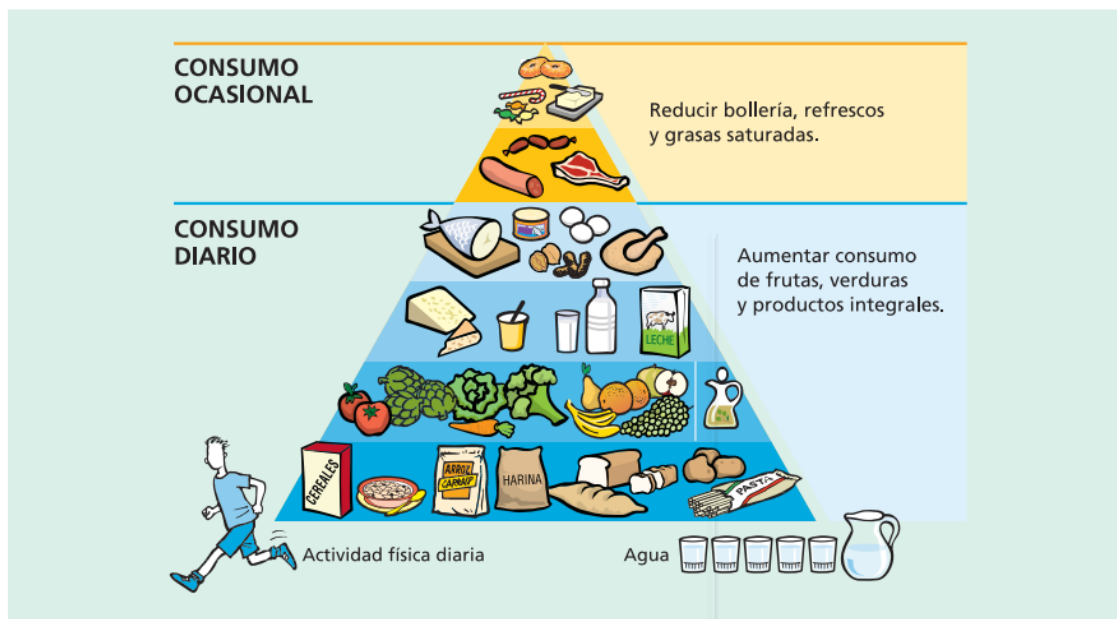 CONSUMO
OCASIONAL
Reducir bollería, refrescos
y grasas saturadas.
CONSUMO
DIARIO
Aumentar consumo
de frutas, verduras
y productos integrales.
LECHE
CEREALES
ARROZ
HARINA
PASTA
Actividad física diaria
Agua